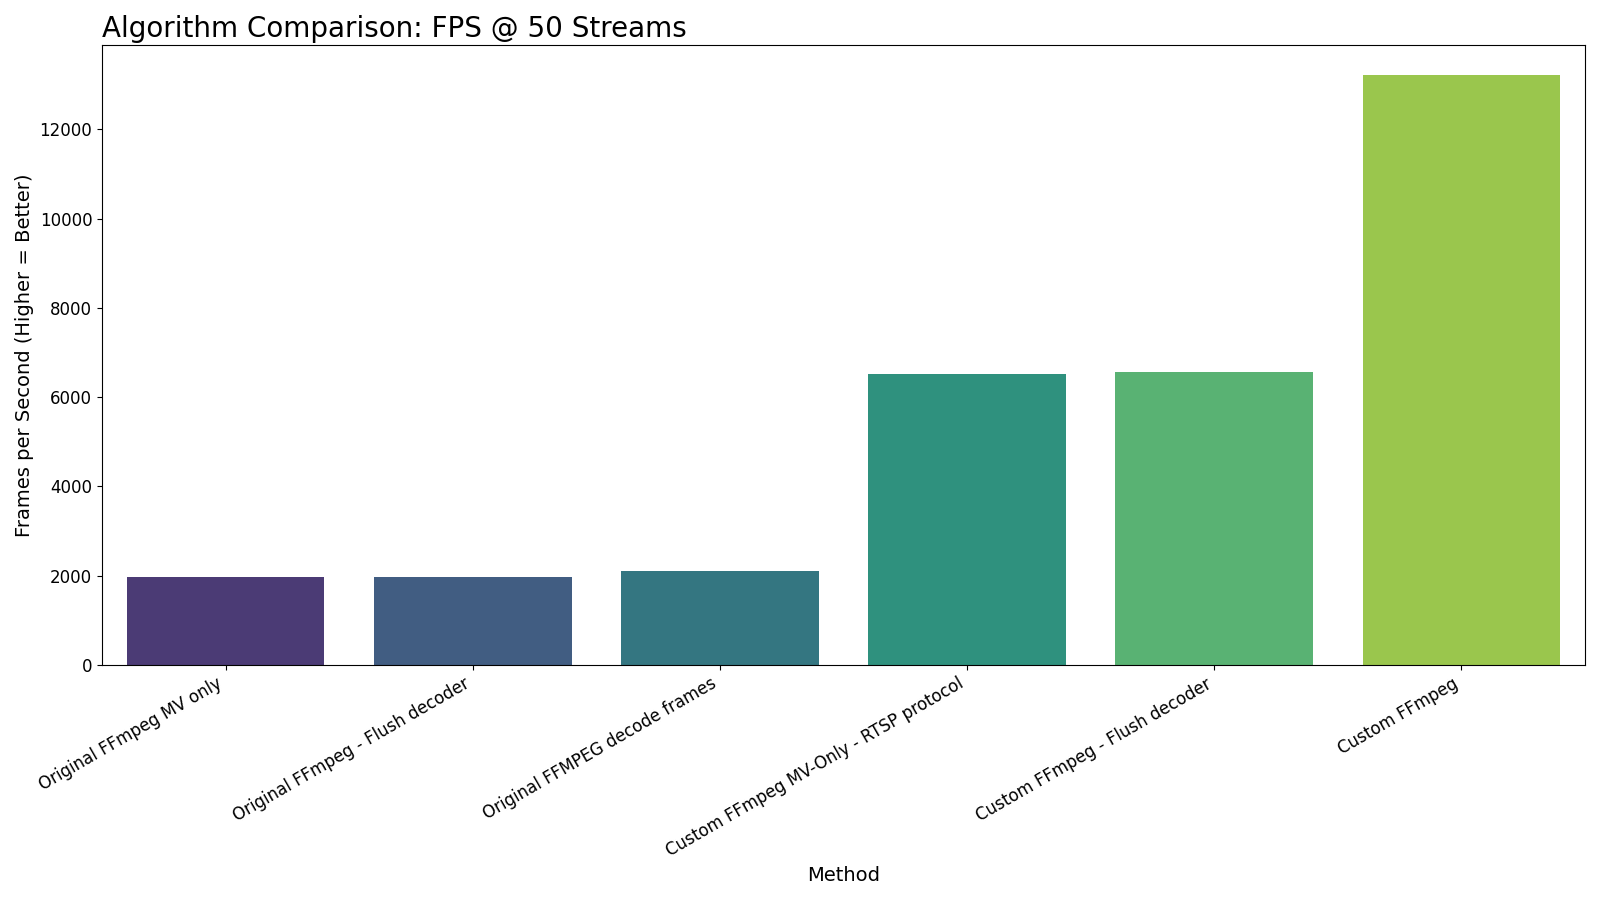 Algorithm Comparison: FPS @ 50 Streams
Frames per Second (Higher = Better)
12000
10000
8000
6000
4000
2000
0
Original FFmpeg MV only
Original FFmpeg - Flush decoder
Original FFMPEG decode frames
Custom FFmpeg MV-Only - RTSP protocol
Custom FFmpeg - Flush decoder
Custom FFmpeg
Method